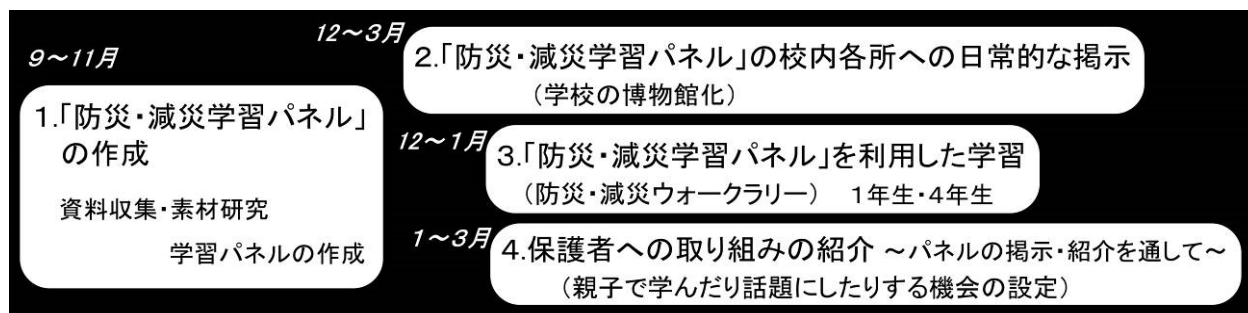 9～11月
1.「防災・減災学習パネル」
の作成
資料収集・素材研究
学習パネルの作成
12～3月
2.「防災・減災学習パネル」の校内各所への日常的な掲示
（学校の博物館化）
12～1月
3.「防災・減災学習パネル」を利用した学習
（防災・減災ウォークラリー）　1年生・4年生
1～3月
4.保護者への取り組みの紹介 ～パネルの掲示・紹介を通して～
（親子で学んだり話題にしたりする機会の設定）